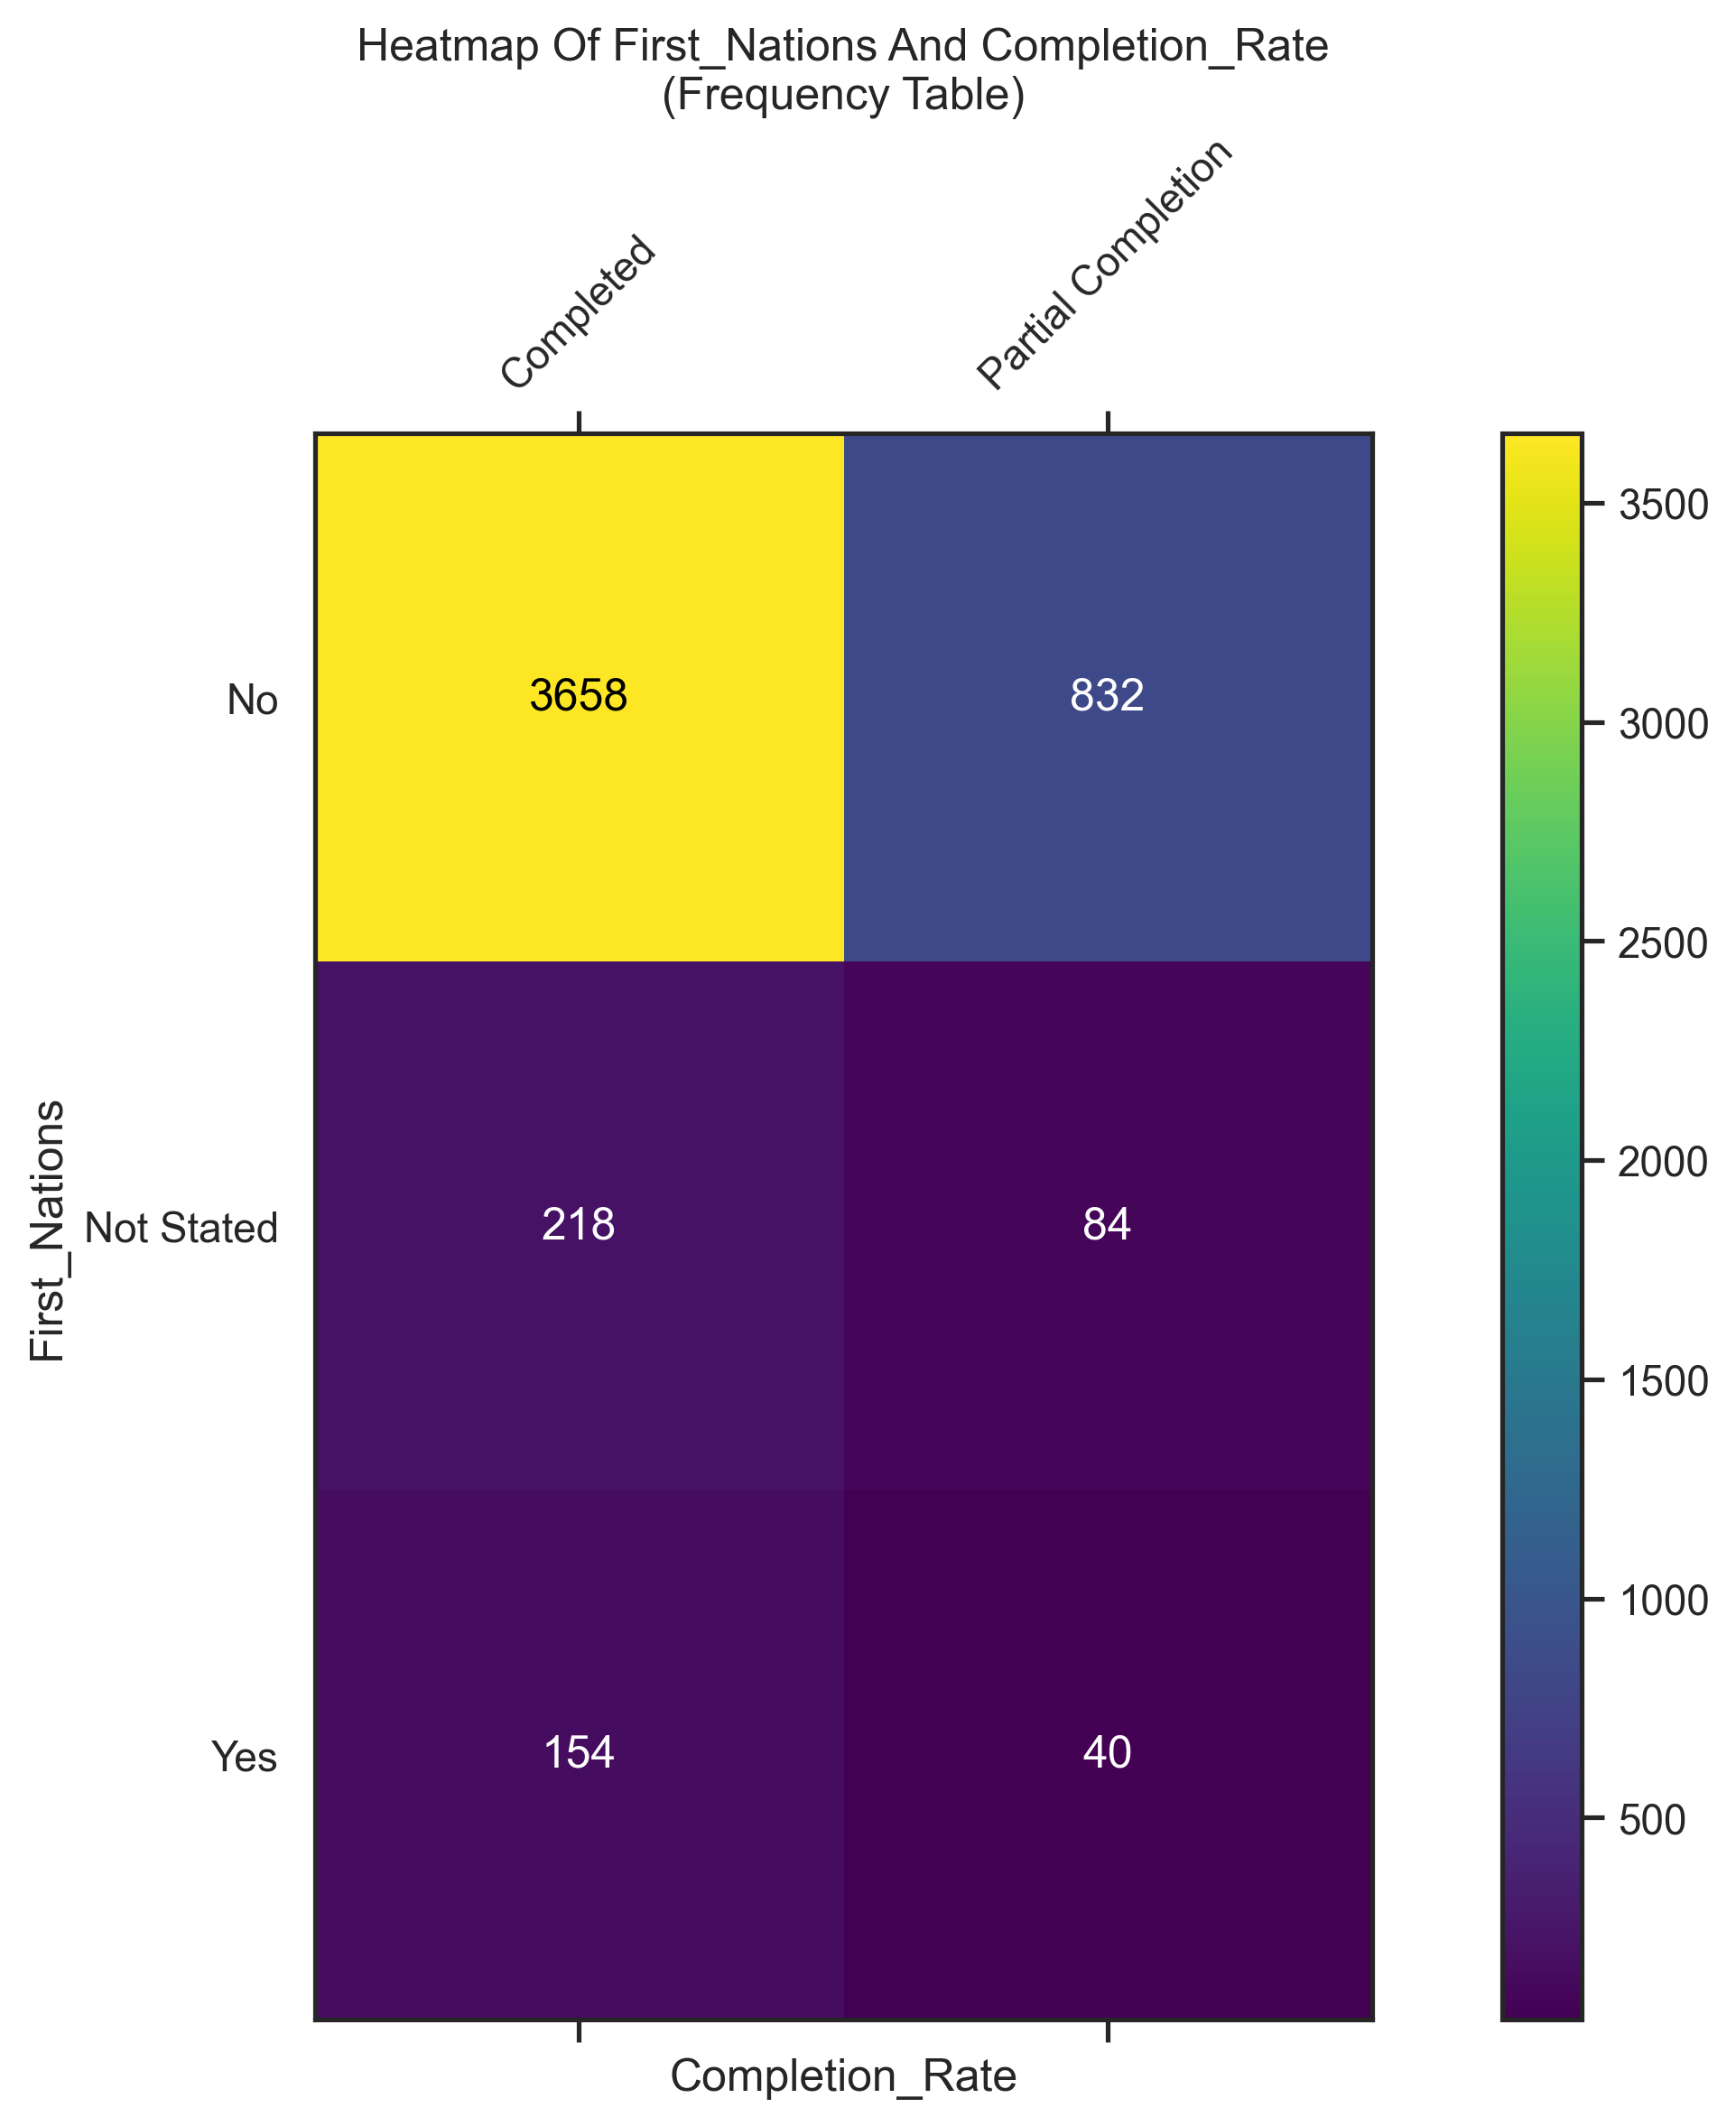 Heatmap Of First_Nations And Completion_Rate
(Frequency Table)
Completed
Partial Completion
No
3658
832
Not Stated
218
84
Yes
154
40
First_Nations
Completion_Rate
3500
3000
2500
2000
1500
1000
500